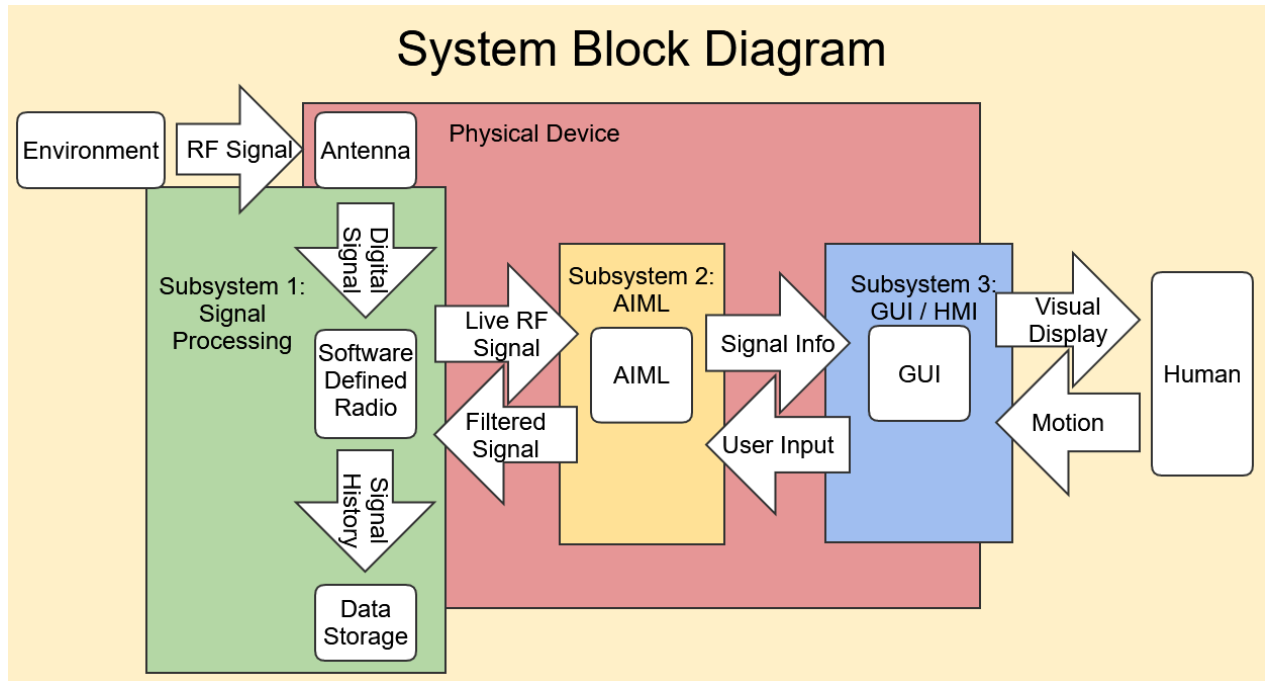 System Block Diagram
Environment
RF Signal
Antenna
Physical Device
Digital
Signal
Subsystem 1:
Signal
Processing
Software
Defined
Radio
Live RF
Signal
Filtered
Signal
Signal
History
Data
Storage
Subsystem 2:
AIML
AIML
Signal Info
User Input
Subsystem 3:
GUI / HMI
GUI
Visual
Display
Motion
Human